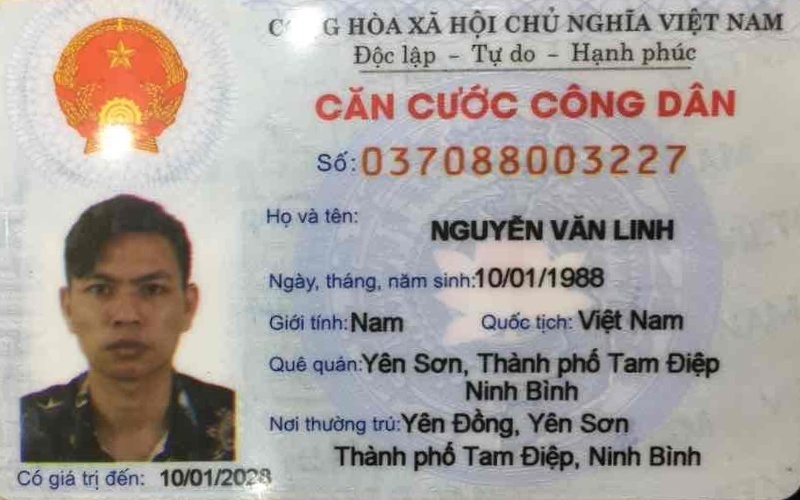 CỘNG HÒA XÃ HỘI CHỦ NGHĨA VIỆT NAM
Độc lập - Tự do - Hạnh phúc
CĂN CƯỚC CÔNG DÂN
Số: 037088003227
Họ và tên: NGUYỄN VĂN LINH
Ngày, tháng, năm sinh: 10/01/1988
Giới tính: Nam Quốc tịch: Việt Nam
Quê quán: Yên Sơn, Thành phố Tam Điệp
Ninh Bình
Nơi thường trú: Yên Đồng, Yên Sơn
Thành phố Tam Điệp, Ninh Bình
Có giá trị đến: 10/01/2028